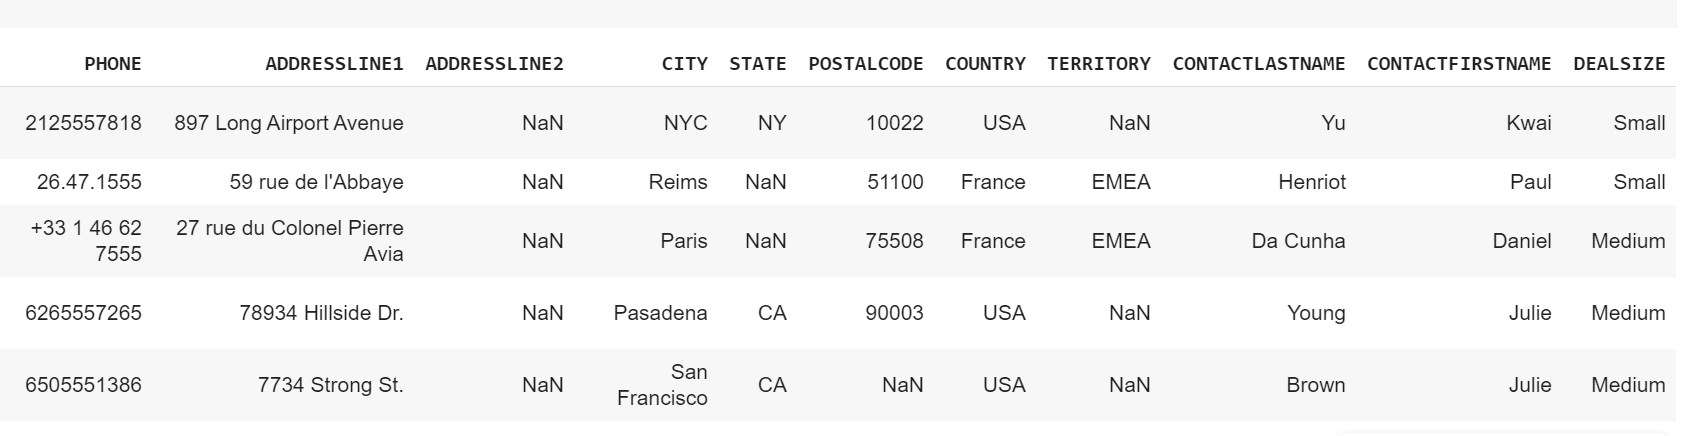 PHONE ADDRESSLINE1 ADDRESSLINE2 CITY STATE POSTALCODE COUNTRY TERRITORY CONTACTLASTNAME CONTACTFIRSTNAME DEALSIZE
2125557818 897 Long Airport Avenue NaN NYC NY 10022 USA NaN Yu Kwai Small
26.47.1555 59 rue de l'Abbaye NaN Reims NaN 51100 France EMEA Henriot Paul Small
+33 1 46 62 27 rue du Colonel Pierre
7555 Avia NaN Paris NaN 75508 France EMEA Da Cunha Daniel Medium
6265557265 78934 Hillside Dr. NaN Pasadena CA 90003 USA NaN Young Julie Medium
6505551386 7734 Strong St. NaN San
Francisco CA NaN USA NaN Brown Julie Medium